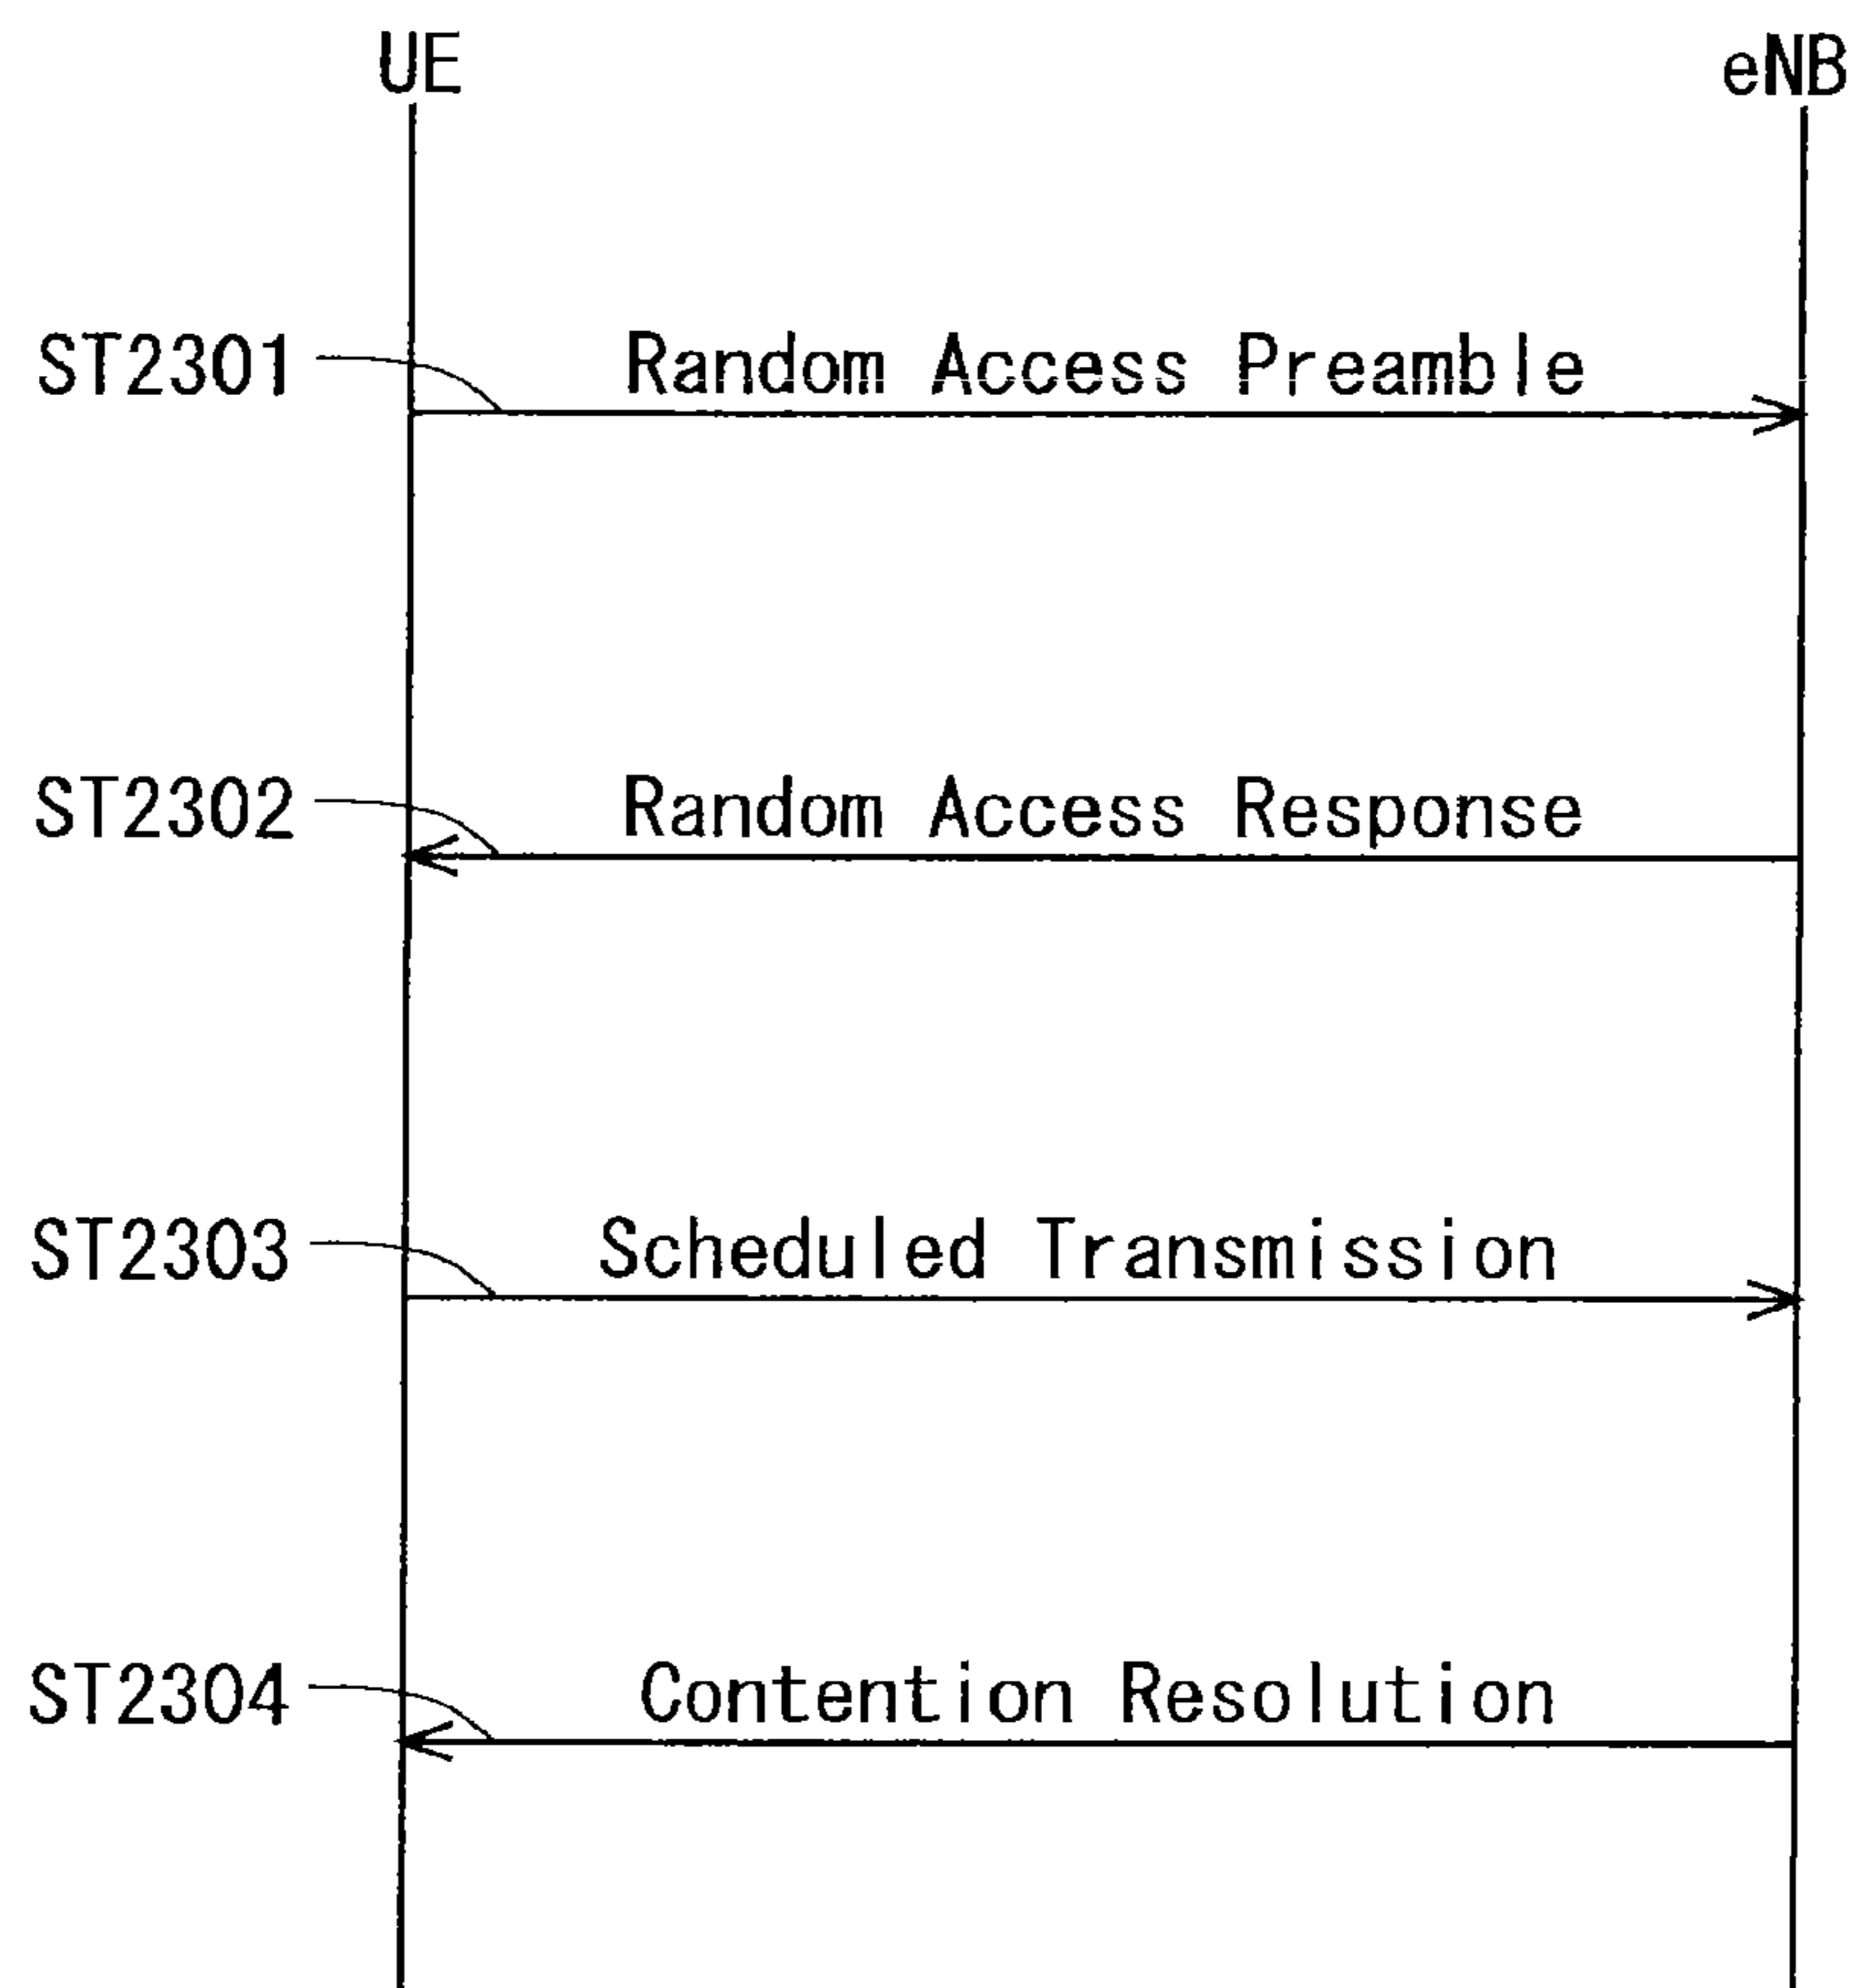 UE eNB
ST2301 Random Access Preamble
ST2302 Random Access Response
ST2303 Scheduled Transmission
ST2304 Contention Resolution